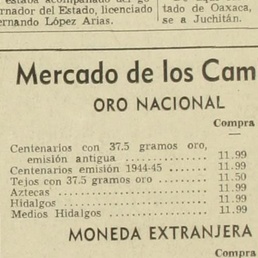 estaba acompañado del go-
rnador del Estado, licenciado
ernando López Arias.
tado de Oaxaca,
se a Juchitán.
Mercado de los Cam
ORO NACIONAL
Compra
Centenarios con 37.5 gramos oro,
emisión antigua .......... 11.99
Centenarios emisión 1944-45 ...... 11.99
Tejos con 37.5 gramos oro ........ 11.50
Aztecas ............ 11.99
Hidalgos ............ 11.99
Medios Hidalgos ............ 11.99
MONEDA EXTRANJERA
Compra